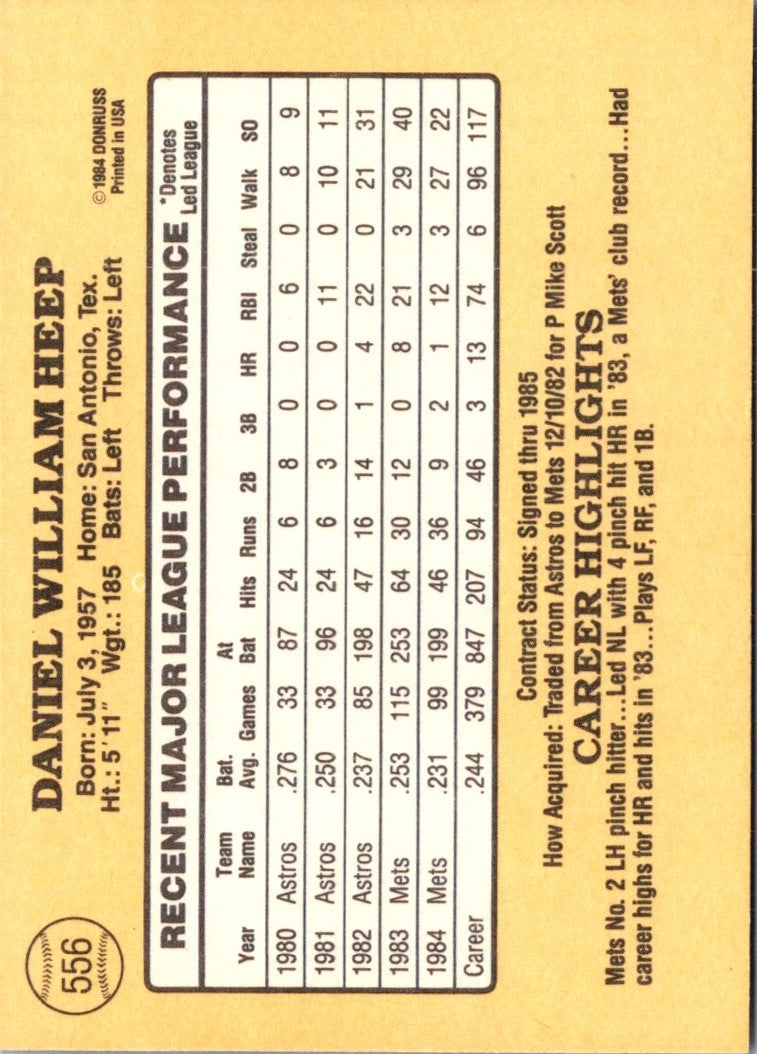 556
DANIEL WILLIAM HEEP
Born: July 3, 1957 Home: San Antonio, Tex.
Ht.: 5'11" Wgt.: 185 Bats: Left Throws: Left
©1984 DONRUSS
Printed in USA
RECENT MAJOR LEAGUE PERFORMANCE *Denotes Led League
Year Team Name Bat. Avg. Games At Bat Hits Runs 2B 3B HR RBI Steal Walk SO
1980 Astros .276 33 87 24 6 8 0 0 6 0 8 9
1981 Astros .250 33 96 24 6 3 0 0 11 0 10 11
1982 Astros .237 85 198 47 16 14 1 4 22 0 21 31
1983 Mets .253 115 253 64 30 12 0 8 21 3 29 40
1984 Mets .231 99 199 46 36 9 2 1 12 3 27 22
Career .244 379 847 207 94 46 3 13 74 6 96 117
Contract Status: Signed thru 1985
How Acquired: Traded from Astros to Mets 12/10/82 for P Mike Scott
CAREER HIGHLIGHTS
Mets No. 2 LH pinch hitter...Led NL with 4 pinch hit HR in '83, a Mets' club record...Had
career highs for HR and hits in '83...Plays LF, RF, and 1B.